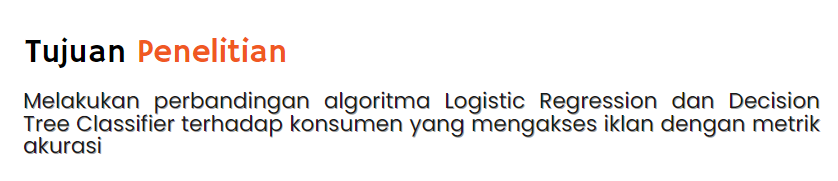 Tujuan Penelitian
Melakukan perbandingan algoritma Logistic Regression dan Decision
Tree Classifier terhadap konsumen yang mengakses iklan dengan metrik
akurasi